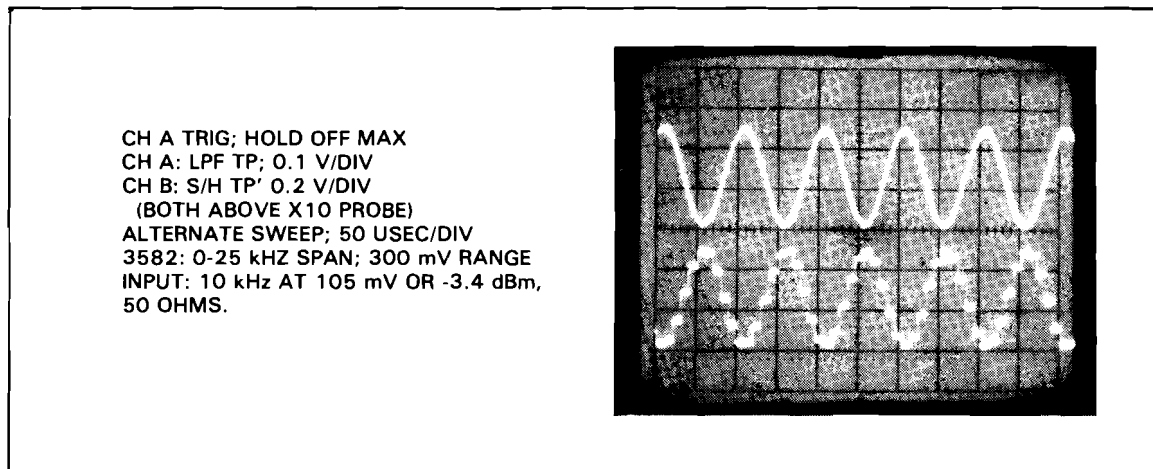 CH A TRIG; HOLD OFF MAX
CH A: LPF TP; 0.1 V/DIV
CH B: S/H TP' 0.2 V/DIV
(BOTH ABOVE X10 PROBE)
ALTERNATE SWEEP; 50 USEC/DIV
3582: 0-25 kHZ SPAN; 300 mV RANGE
INPUT: 10 kHz AT 105 mV OR -3.4 dBm,
50 OHMS.